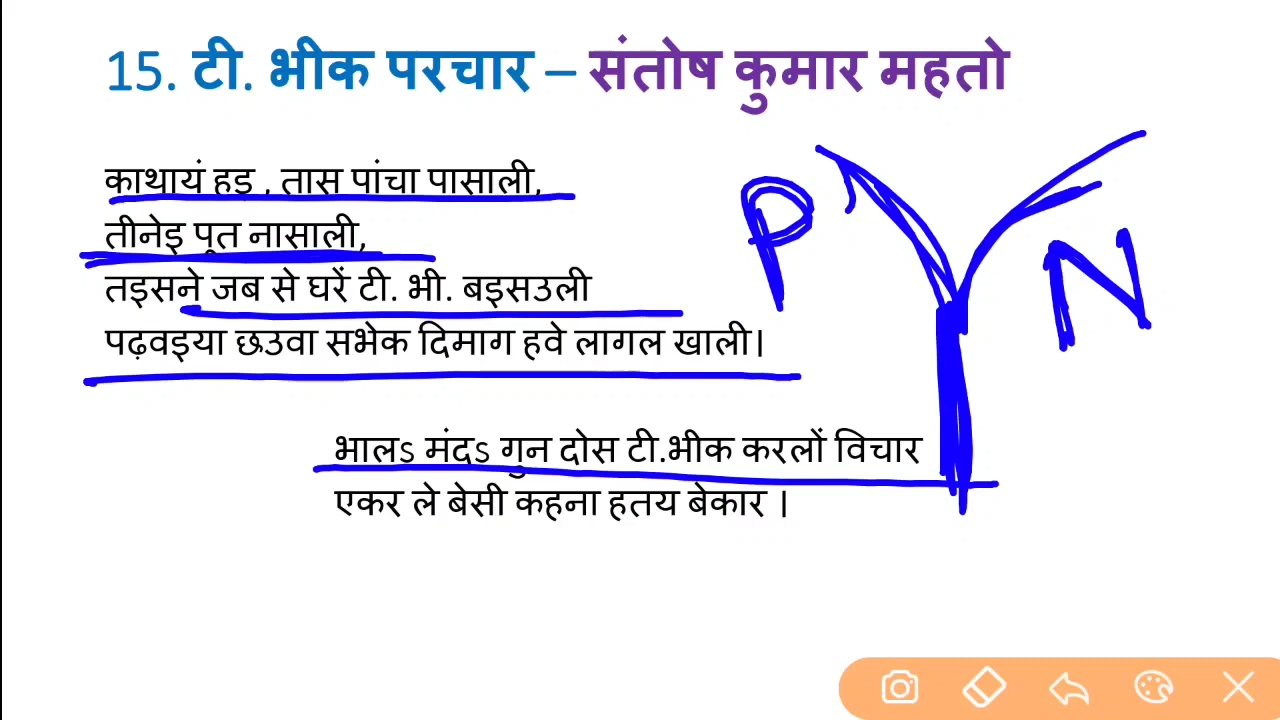 15. टी. भीक परचार – संतोष कुमार महतो
काथायं हइ , तास पांचा पासाली,
तीनेइ पूत नासाली,
तइसने जब से घरें टी. भी. बइसउली
पढ़वइया छउवा सभेक दिमाग हवे लागल खाली।
P N
भालऽ मंदऽ गुन दोस टी.भीक करलों विचार
एकर ले बेसी कहना हतय बेकार ।